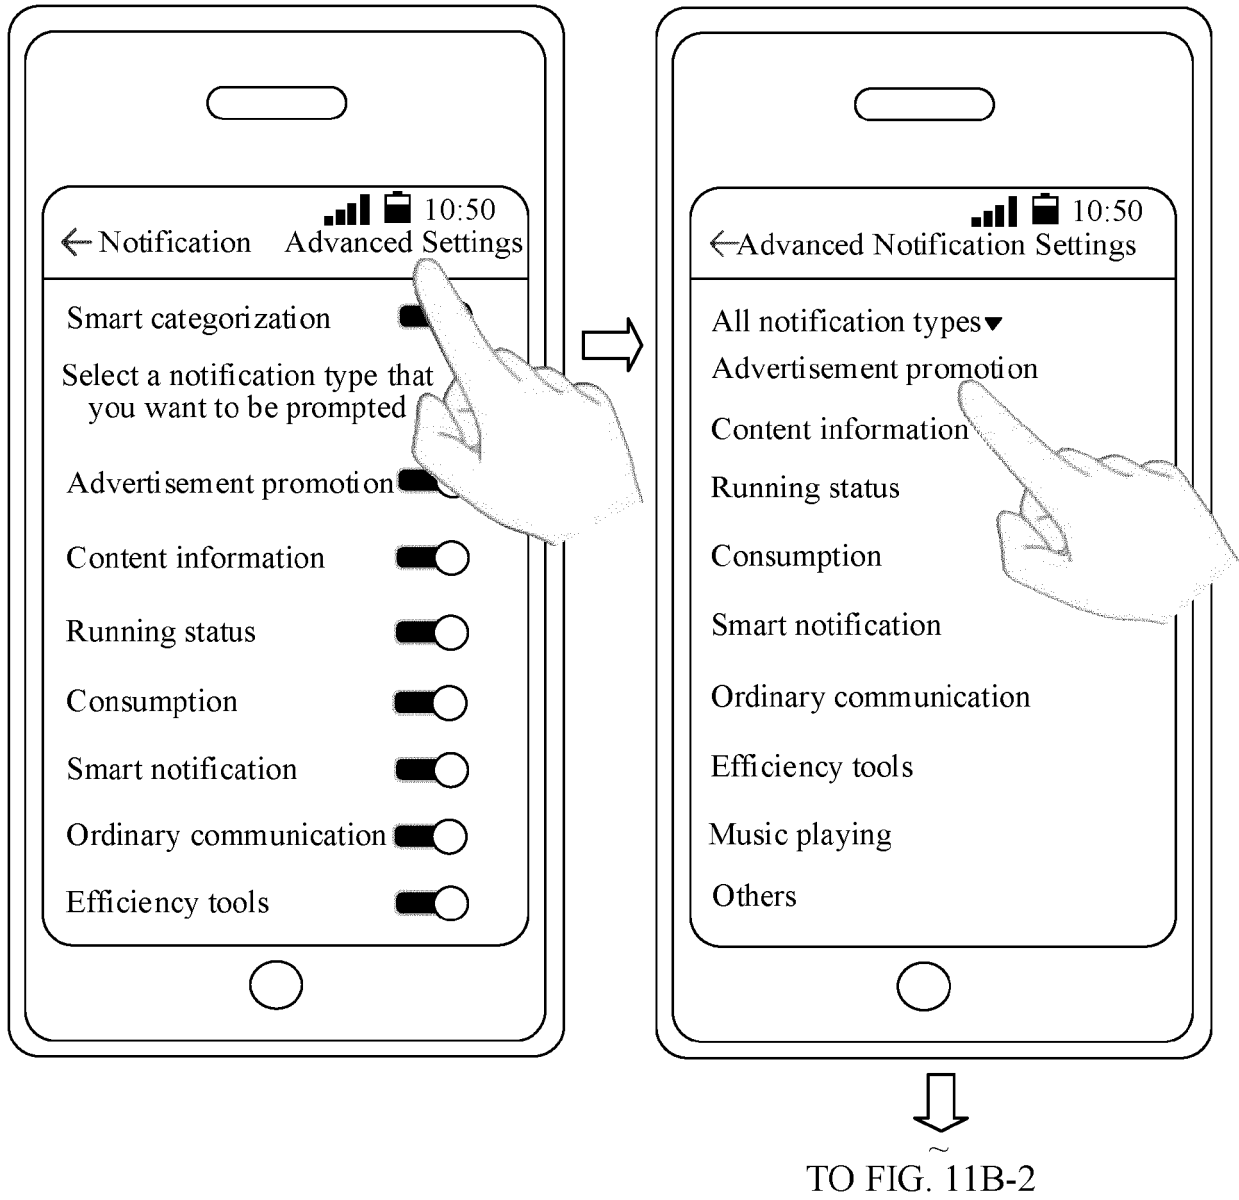 10:50
Notification Advanced Settings
Smart categorization
Select a notification type that
you want to be prompted
Advertisement promotion
Content information
Running status
Consumption
Smart notification
Ordinary communication
Efficiency tools
10:50
Advanced Notification Settings
All notification types▾
Advertisement promotion
Content information
Running status
Consumption
Smart notification
Ordinary communication
Efficiency tools
Music playing
Others
~
TO FIG. 11B-2